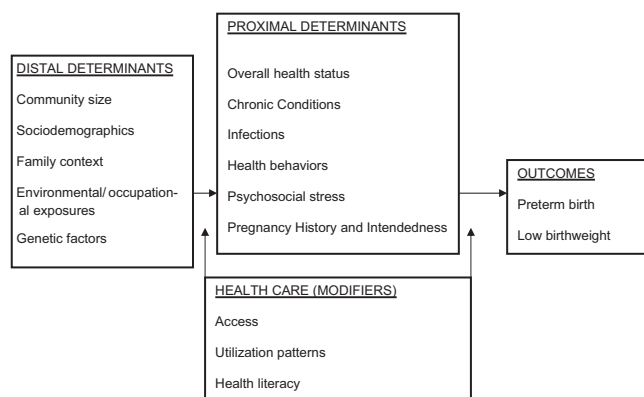 DISTAL DETERMINANTS
Community size
Sociodemographics
Family context
Environmental/occupation-
al exposures
Genetic factors
PROXIMAL DETERMINANTS
Overall health status
Chronic Conditions
Infections
Health behaviors
Psychosocial stress
Pregnancy History and Intendedness
OUTCOMES
Preterm birth
Low birthweight
HEALTH CARE (MODIFIERS)
Access
Utilization patterns
Health literacy